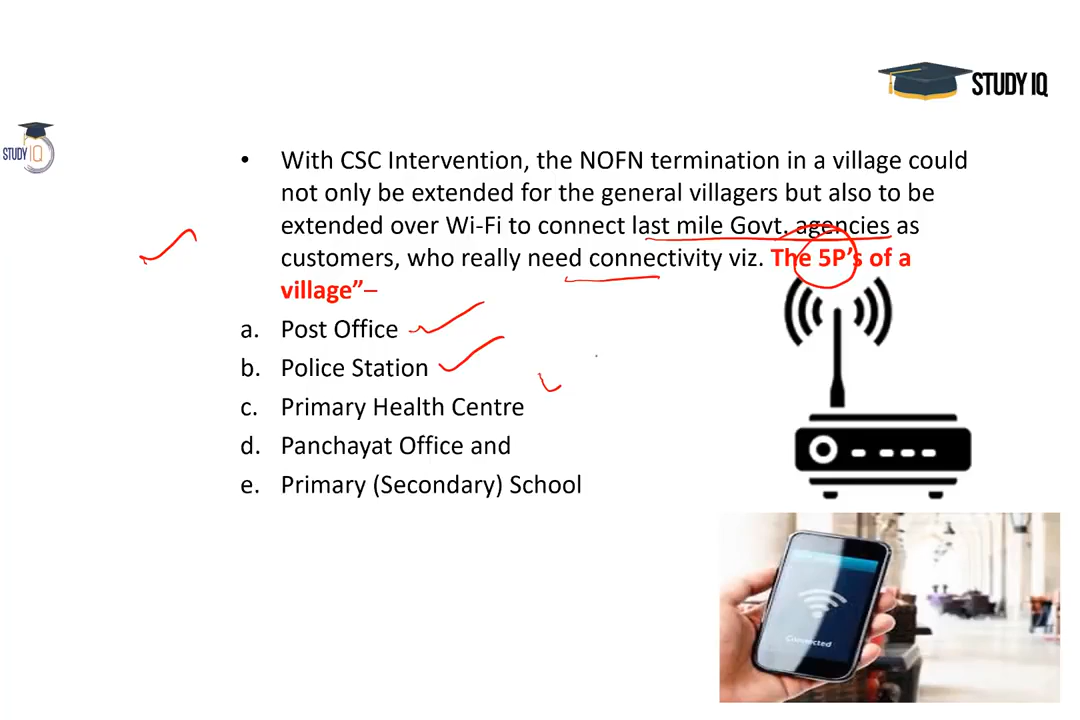 STUDY IQ
STUDY IQ
• With CSC Intervention, the NOFN termination in a village could
not only be extended for the general villagers but also to be
extended over Wi-Fi to connect last mile Govt. agencies as
customers, who really need connectivity viz. The 5P's of a
village”–
a. Post Office
b. Police Station
c. Primary Health Centre
d. Panchayat Office and
e. Primary (Secondary) School
Connected